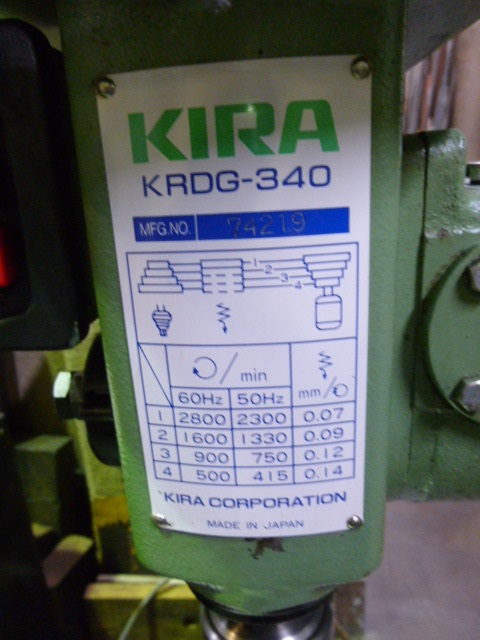 KIRA
KRDG-340
MFG.NO. 74219
1
2
3
4
/min
60Hz 50Hz mm/
1 2800 2300 0.07
2 1600 1330 0.09
3 900 750 0.12
4 500 415 0.14
KIRA CORPORATION
MADE IN JAPAN